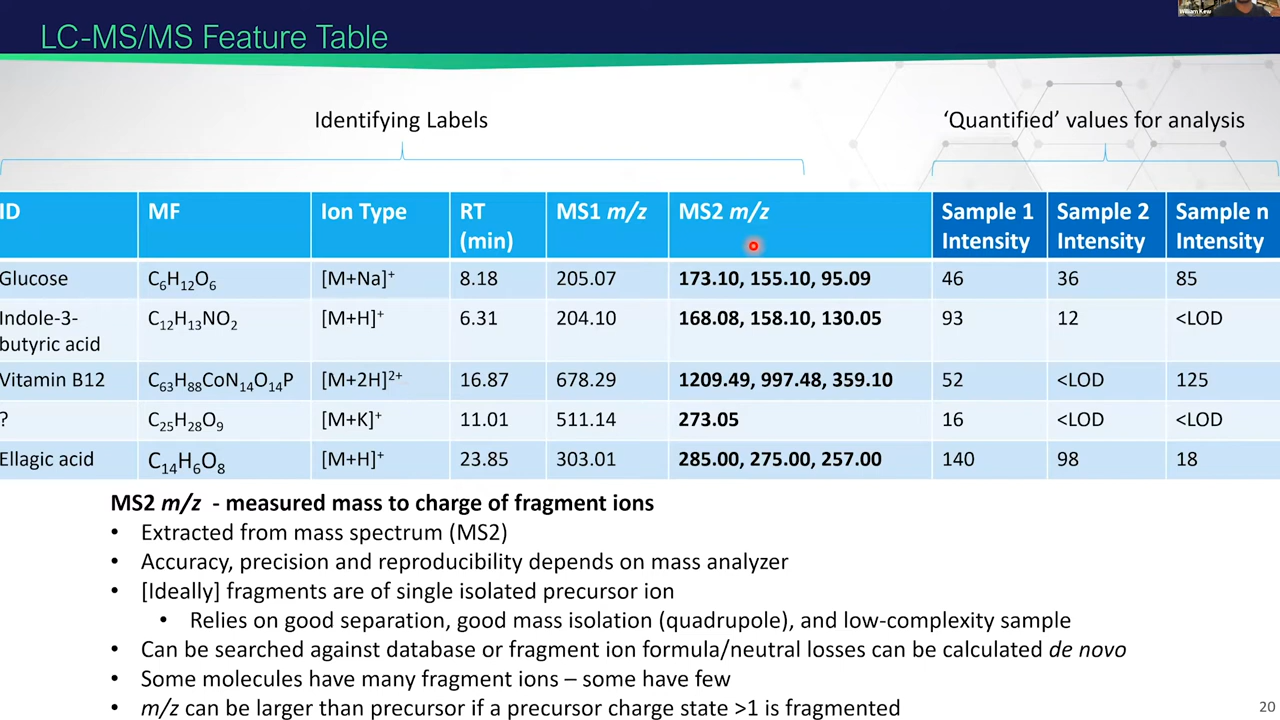 William Kew
LC-MS/MS Feature Table
Identifying Labels
‘Quantified’ values for analysis
ID MF Ion Type RT (min) MS1 m/z MS2 m/z Sample 1 Intensity Sample 2 Intensity Sample n Intensity
Glucose C₆H₁₂O₆ [M+Na]⁺ 8.18 205.07 173.10, 155.10, 95.09 46 36 85
Indole-3-butyric acid C₁₂H₁₃NO₂ [M+H]⁺ 6.31 204.10 168.08, 158.10, 130.05 93 12 <LOD
Vitamin B12 C₆₃H₈₈CoN₁₄O₁₄P [M+2H]²⁺ 16.87 678.29 1209.49, 997.48, 359.10 52 <LOD 125
? C₂₅H₂₈O₉ [M+K]⁺ 11.01 511.14 273.05 16 <LOD <LOD
Ellagic acid C₁₄H₆O₈ [M+H]⁺ 23.85 303.01 285.00, 275.00, 257.00 140 98 18
MS2 m/z - measured mass to charge of fragment ions
• Extracted from mass spectrum (MS2)
• Accuracy, precision and reproducibility depends on mass analyzer
• [Ideally] fragments are of single isolated precursor ion
• Relies on good separation, good mass isolation (quadrupole), and low-complexity sample
• Can be searched against database or fragment ion formula/neutral losses can be calculated de novo
• Some molecules have many fragment ions – some have few
• m/z can be larger than precursor if a precursor charge state >1 is fragmented
20